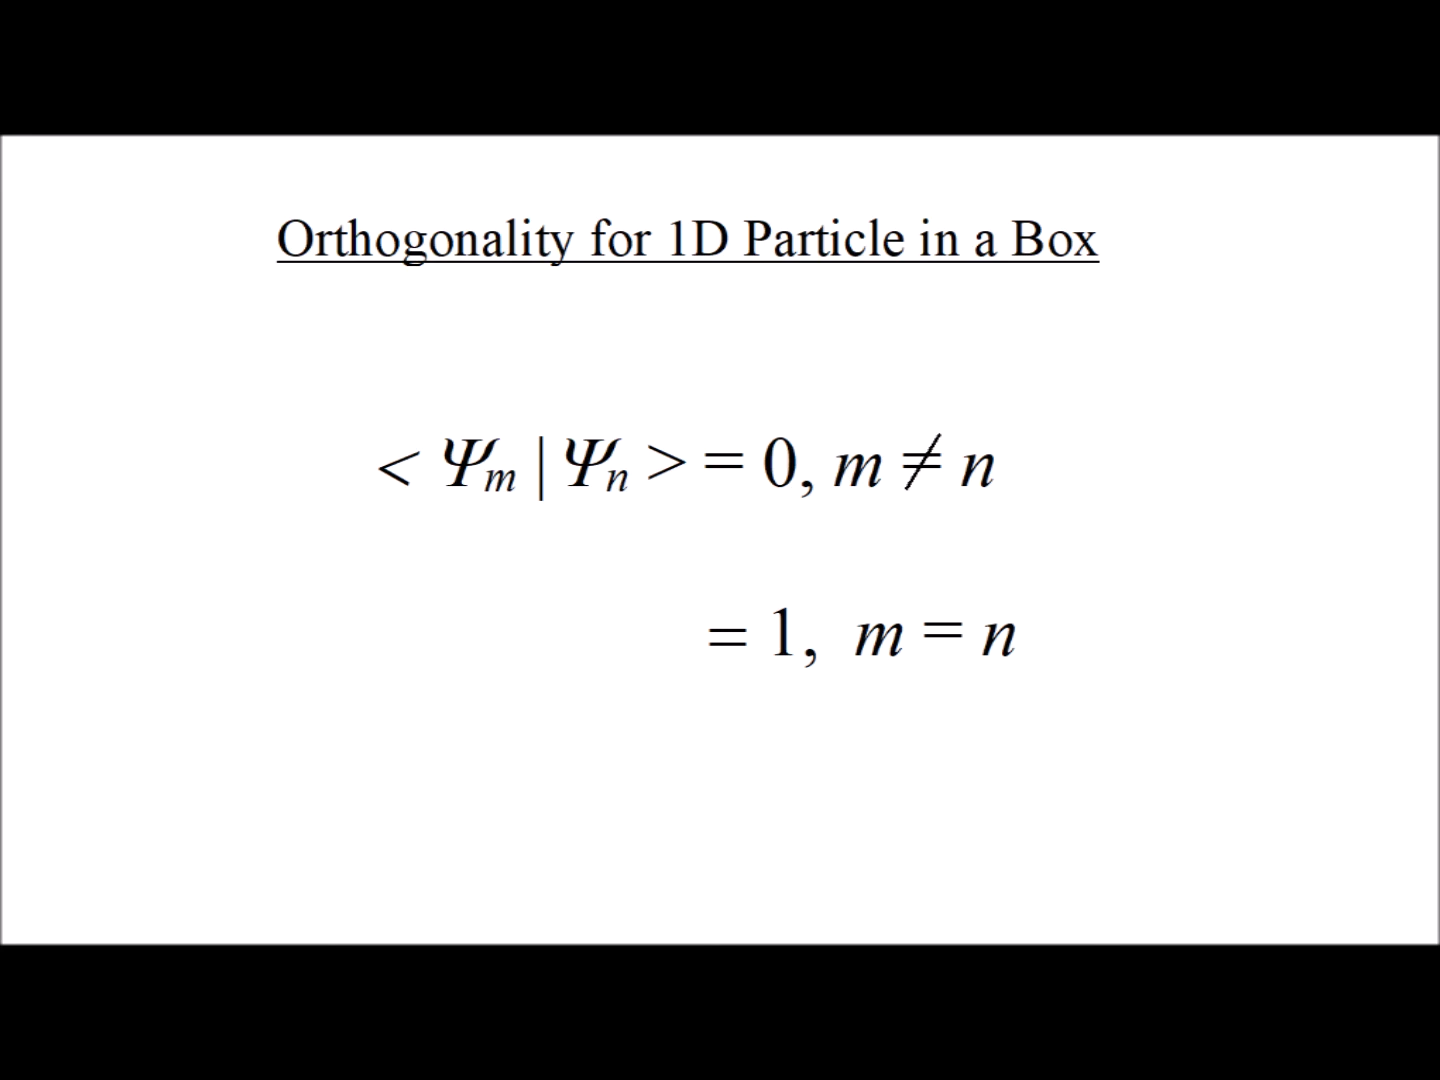 Orthogonality for 1D Particle in a Box
< Ψm | Ψn > = 0, m ≠ n
= 1, m = n